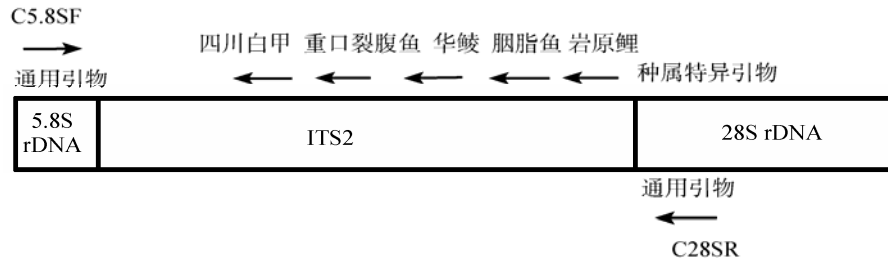 C5.8SF
通用引物
四川白甲 重口裂腹鱼 华鲮 胭脂鱼 岩原鲤
种属特异引物
5.8S
rDNA
ITS2
28S rDNA
通用引物
C28SR